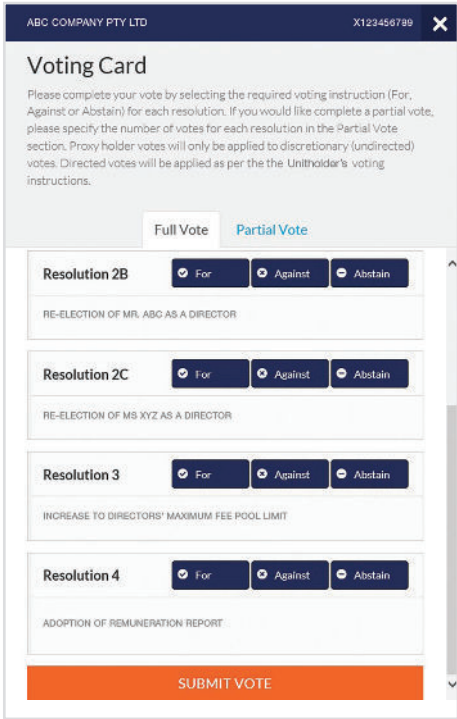 ABC COMPANY PTY LTD X123456789
Voting Card
Please complete your vote by selecting the required voting instruction (For,
Against or Abstain) for each resolution. If you would like complete a partial vote,
please specify the number of votes for each resolution in the Partial Vote
section. Proxy holder votes will only be applied to discretionary (undirected)
votes. Directed votes will be applied as per the the Unitholder's voting
instructions.
Full Vote Partial Vote
Resolution 2B For Against Abstain
RE-ELECTION OF MR. ABC AS A DIRECTOR
Resolution 2C For Against Abstain
RE-ELECTION OF MS XYZ AS A DIRECTOR
Resolution 3 For Against Abstain
INCREASE TO DIRECTORS' MAXIMUM FEE POOL LIMIT
Resolution 4 For Against Abstain
ADOPTION OF REMUNERATION REPORT
SUBMIT VOTE